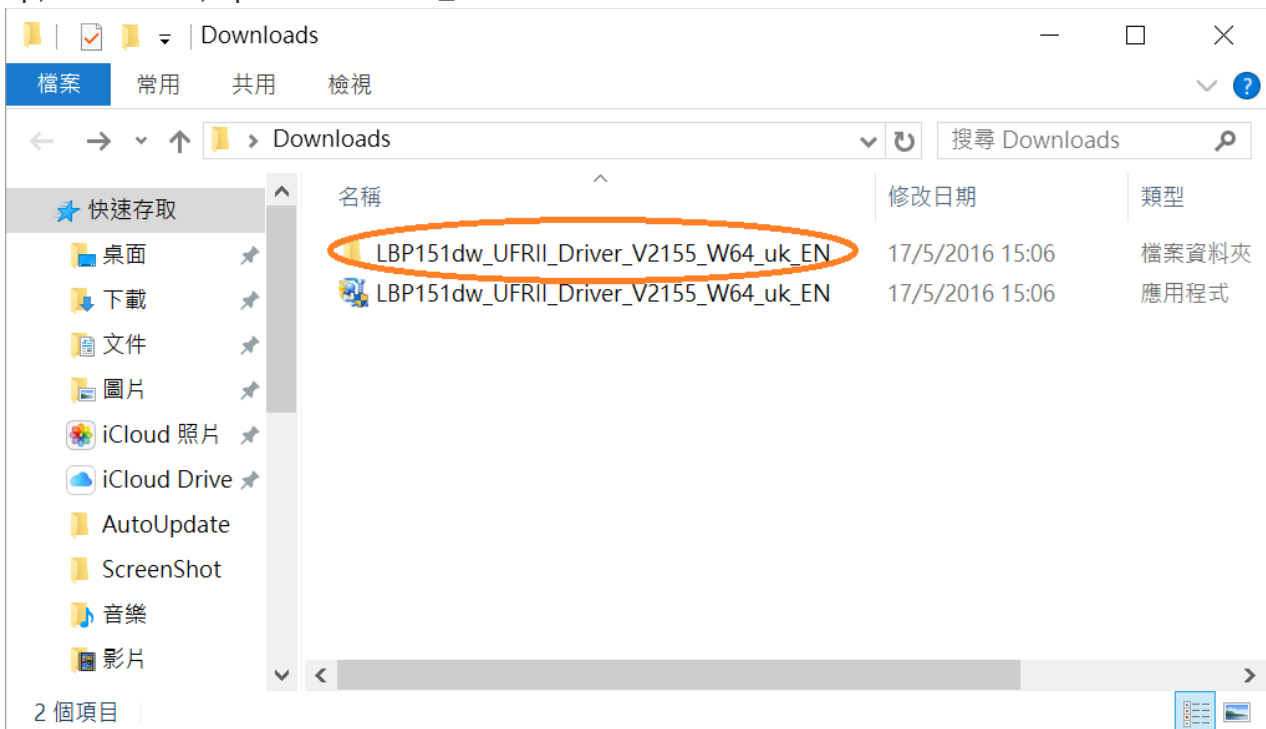 Downloads
檔案 常用 共用 檢視
Downloads
搜尋 Downloads
名稱 修改日期 類型
LBP151dw_UFRII_Driver_V2155_W64_uk_EN 17/5/2016 15:06 檔案資料夾
LBP151dw_UFRII_Driver_V2155_W64_uk_EN 17/5/2016 15:06 應用程式
快速存取
桌面
下載
文件
圖片
iCloud 照片
iCloud Drive
AutoUpdate
ScreenShot
音樂
影片
2 個項目